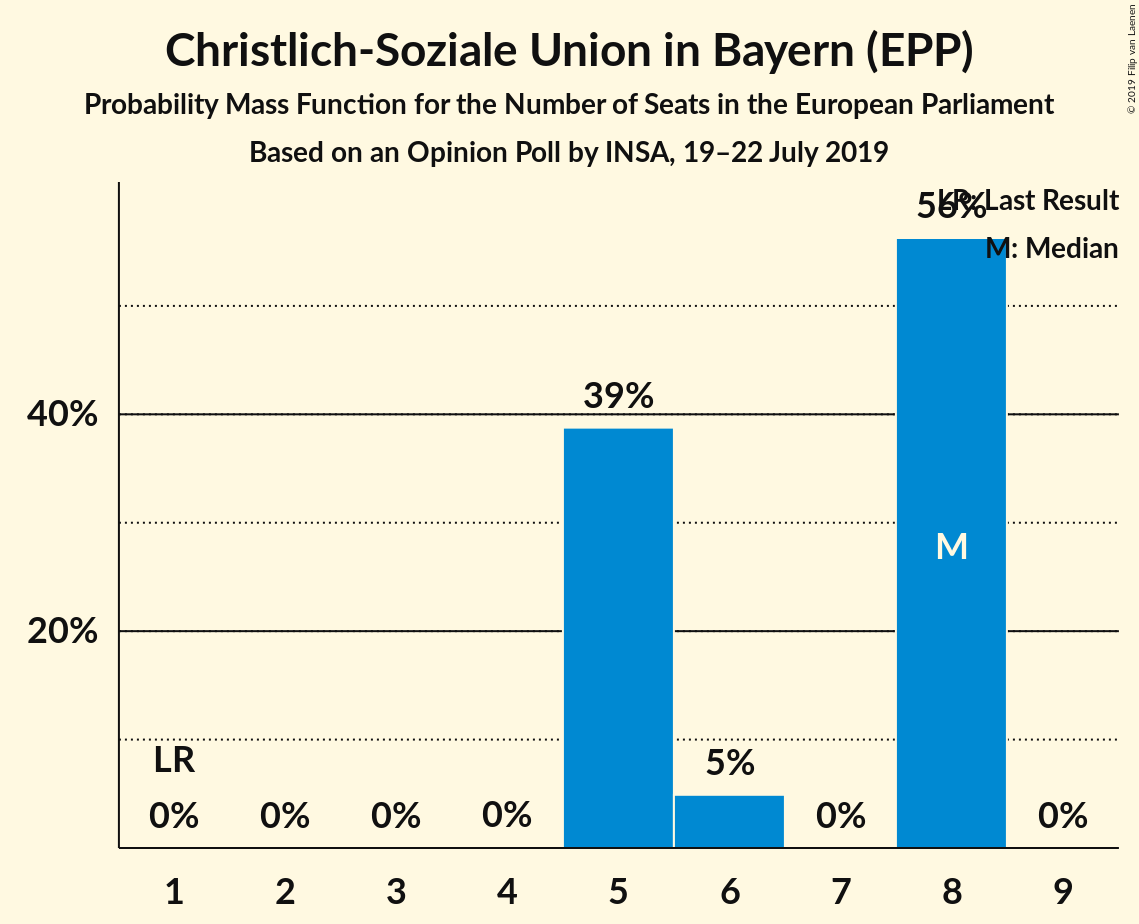 Christlich-Soziale Union in Bayern (EPP)
Probability Mass Function for the Number of Seats in the European Parliament
Based on an Opinion Poll by INSA, 19–22 July 2019
© 2019 Filip van Laenen
LR: Last Result
M: Median
56%
39%
40%
M
20%
LR
5%
0% 0% 0% 0% 0% 0%
1 2 3 4 5 6 7 8 9